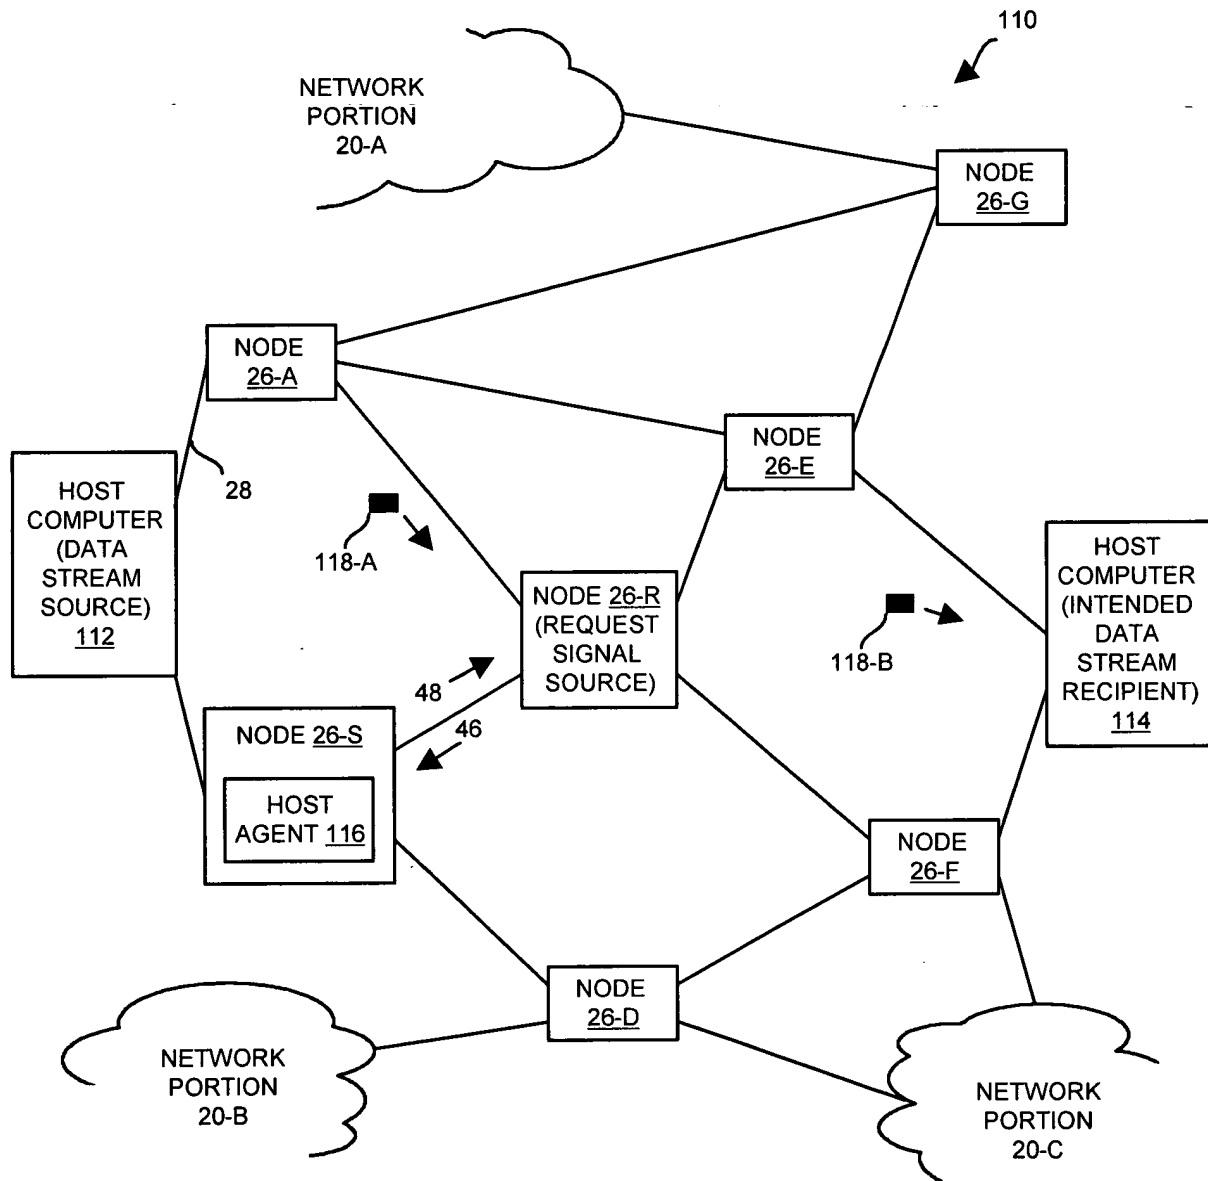 110
NETWORK
PORTION
20-A
NODE
26-G
NODE
26-A
NODE
26-E
28
HOST
COMPUTER
(DATA
STREAM
SOURCE)
112
118-A
NODE 26-R
(REQUEST
SIGNAL
SOURCE)
118-B
HOST
COMPUTER
(INTENDED
DATA
STREAM
RECIPIENT)
114
48
46
NODE 26-S
HOST
AGENT 116
NODE
26-F
NODE
26-D
NETWORK
PORTION
20-B
NETWORK
PORTION
20-C